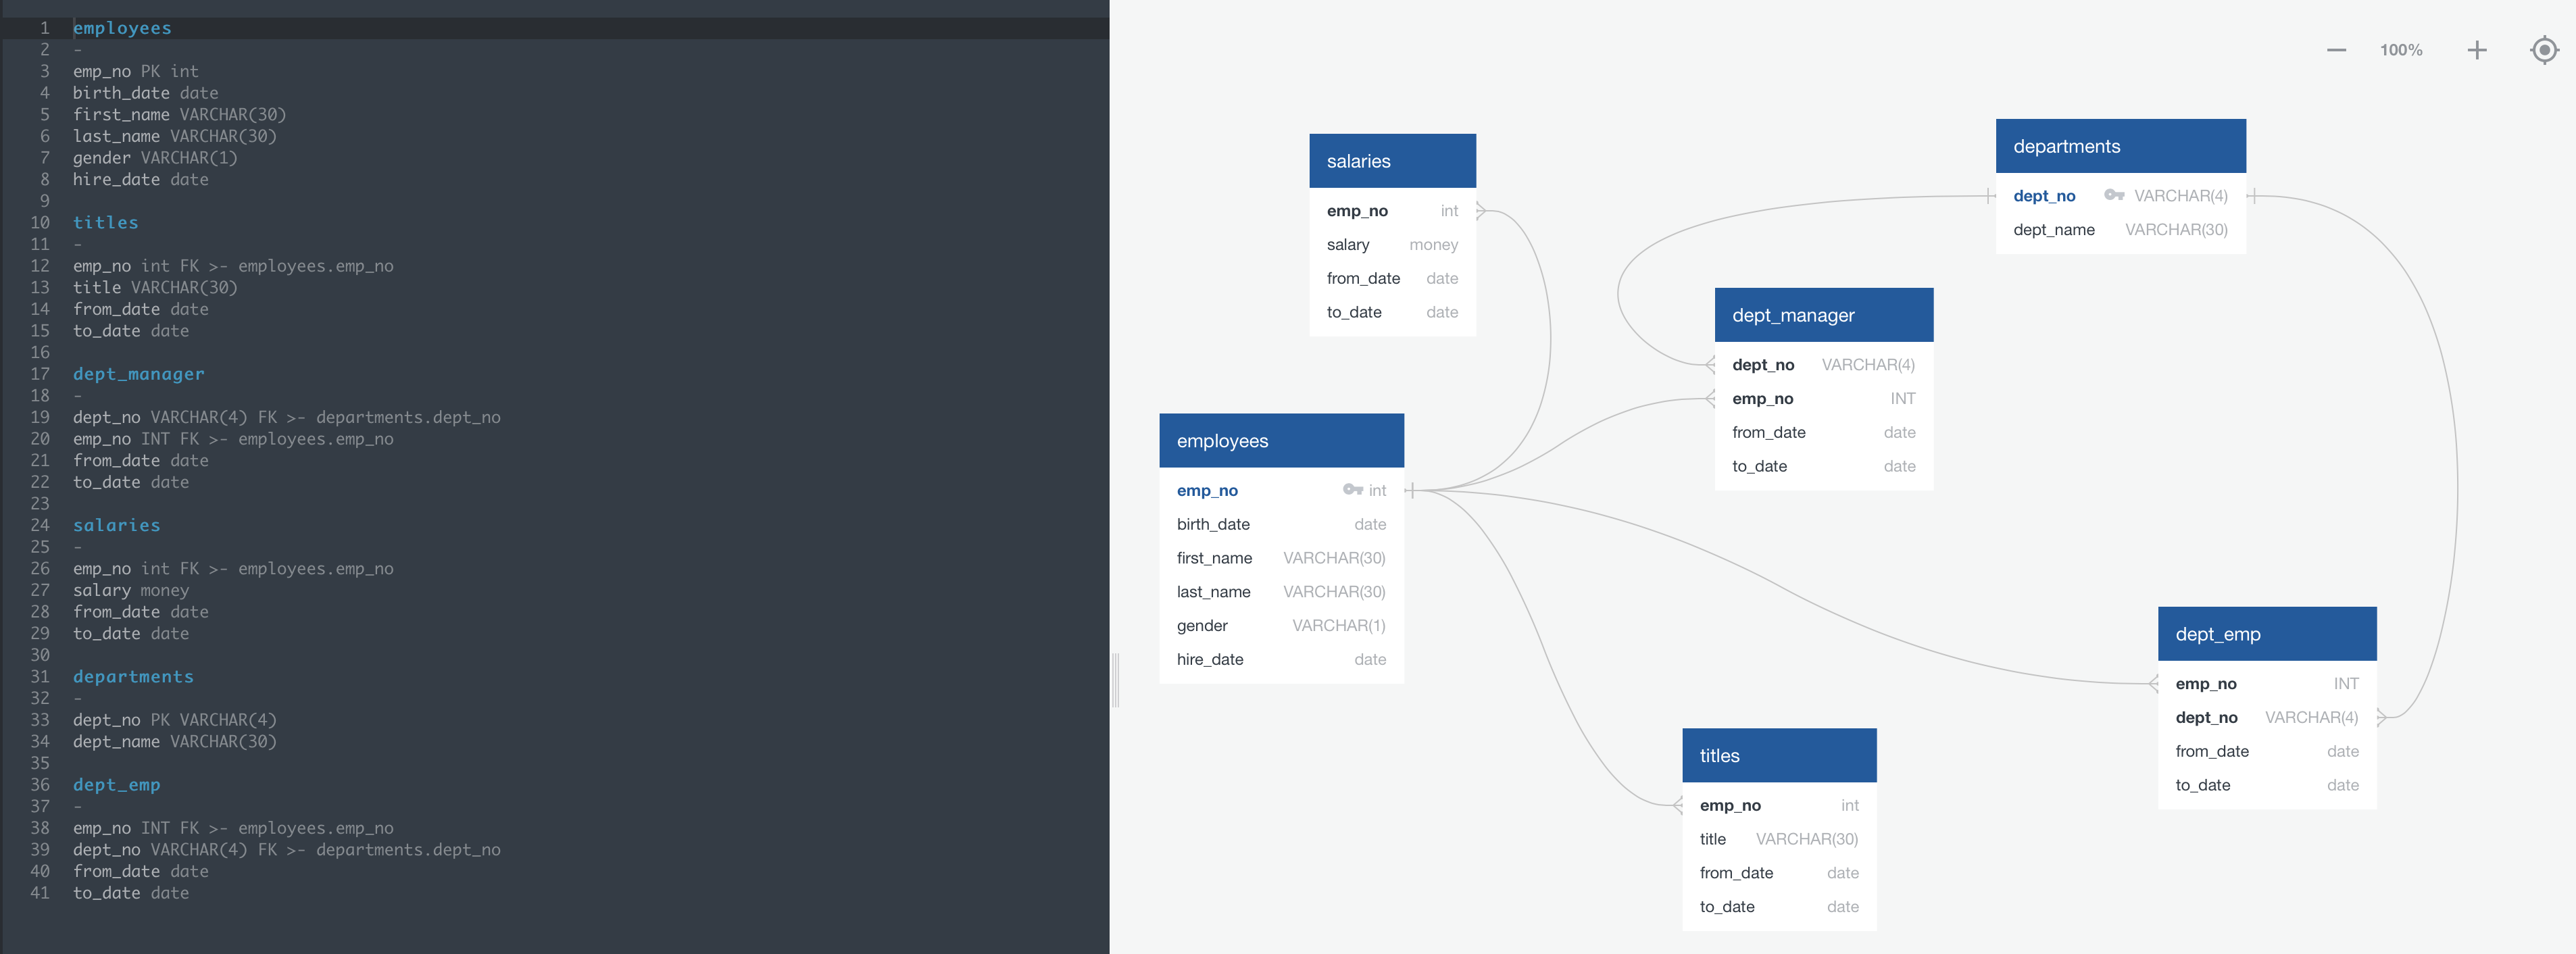 1 employees
2 -
3 emp_no PK int
4 birth_date date
5 first_name VARCHAR(30)
6 last_name VARCHAR(30)
7 gender VARCHAR(1)
8 hire_date date
9
10 titles
11 -
12 emp_no int FK >- employees.emp_no
13 title VARCHAR(30)
14 from_date date
15 to_date date
16
17 dept_manager
18 -
19 dept_no VARCHAR(4) FK >- departments.dept_no
20 emp_no INT FK >- employees.emp_no
21 from_date date
22 to_date date
23
24 salaries
25 -
26 emp_no int FK >- employees.emp_no
27 salary money
28 from_date date
29 to_date date
30
31 departments
32 -
33 dept_no PK VARCHAR(4)
34 dept_name VARCHAR(30)
35
36 dept_emp
37 -
38 emp_no INT FK >- employees.emp_no
39 dept_no VARCHAR(4) FK >- departments.dept_no
40 from_date date
41 to_date date
100%
salaries
emp_no int
salary money
from_date date
to_date date
departments
dept_no VARCHAR(4)
dept_name VARCHAR(30)
dept_manager
dept_no VARCHAR(4)
emp_no INT
from_date date
to_date date
employees
emp_no int
birth_date date
first_name VARCHAR(30)
last_name VARCHAR(30)
gender VARCHAR(1)
hire_date date
dept_emp
emp_no INT
dept_no VARCHAR(4)
from_date date
to_date date
titles
emp_no int
title VARCHAR(30)
from_date date
to_date date